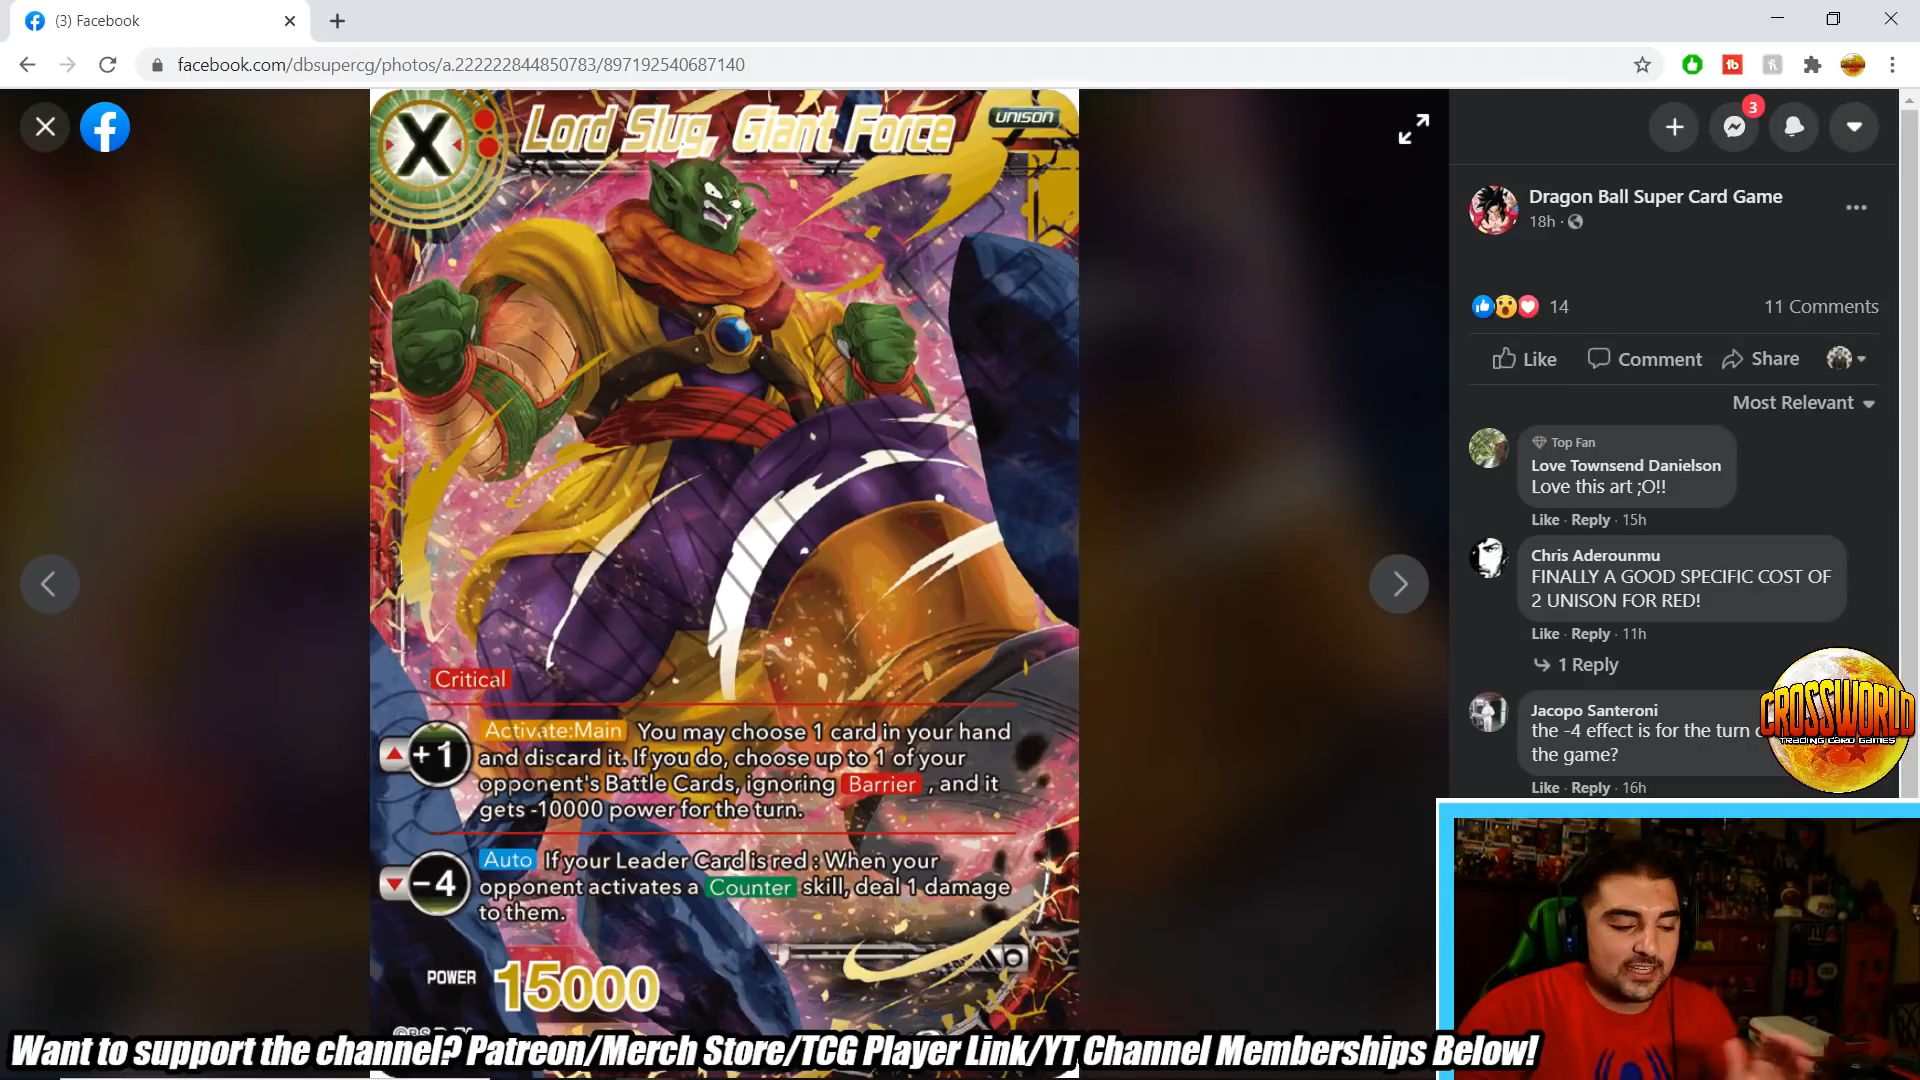 (3) Facebook
facebook.com/dbsupercg/photos/a.222222844850783/897192540687140
X
Lord Slug, Giant Force
UNISON
Critical
+1
Activate:Main You may choose 1 card in your hand
and discard it. If you do, choose up to 1 of your
opponent's Battle Cards, ignoring Barrier , and it
gets -10000 power for the turn.
-4
Auto If your Leader Card is red : When your
opponent activates a Counter skill, deal 1 damage
to them.
POWER 15000
3
Dragon Ball Super Card Game
18h ·
14
11 Comments
Like
Comment
Share
Most Relevant
Top Fan
Love Townsend Danielson
Love this art ;O!!
Like · Reply · 15h
Chris Aderounmu
FINALLY A GOOD SPECIFIC COST OF
2 UNISON FOR RED!
Like · Reply · 11h
1 Reply
Jacopo Santeroni
the -4 effect is for the turn
the game?
Like · Reply · 16h
CROSSWORLD
TRADING CARD GAMES
Want to support the channel? Patreon/Merch Store/TCG Player Link/YT Channel Memberships Below!